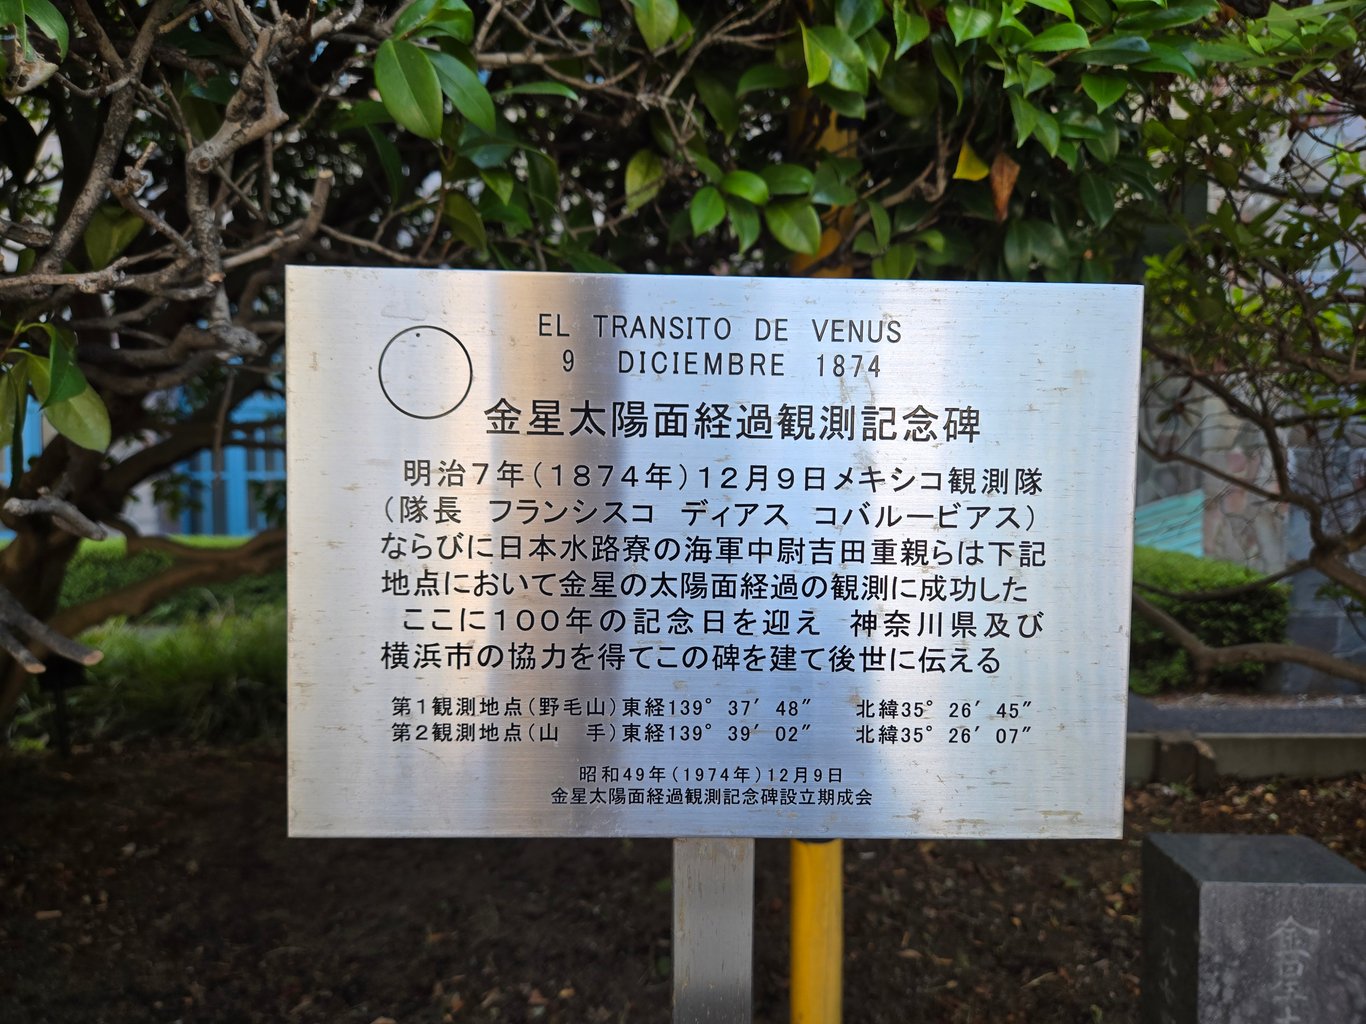 EL TRANSITO DE VENUS
9 DICIEMBRE 1874
金星太陽面経過観測記念碑
明治7年(1874年)12月9日メキシコ観測隊
(隊長 フランシスコ ディアス コバルービアス)
ならびに日本水路寮の海軍中尉吉田重親らは下記
地点において金星の太陽面経過の観測に成功した
ここに100年の記念日を迎え 神奈川県及び
横浜市の協力を得てこの碑を建て後世に伝える
第1観測地点(野毛山)東経139° 37′ 48″ 北緯35° 26′ 45″
第2観測地点(山 手)東経139° 39′ 02″ 北緯35° 26′ 07″
昭和49年(1974年)12月9日
金星太陽面経過観測記念碑設立期成会
金星